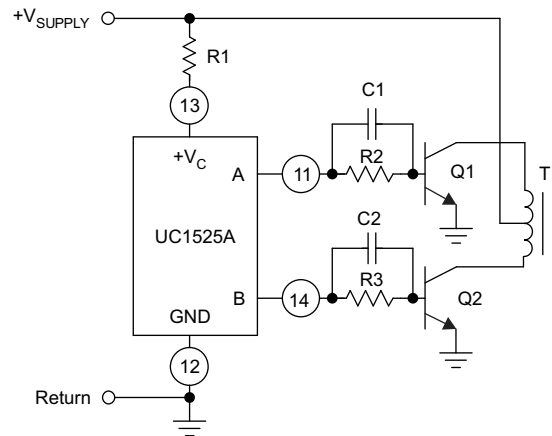 +VSUPPLY
R1
13
C1
+VC
A
11
R2
Q1
T
UC1525A
C2
R3
B
14
Q2
GND
12
Return